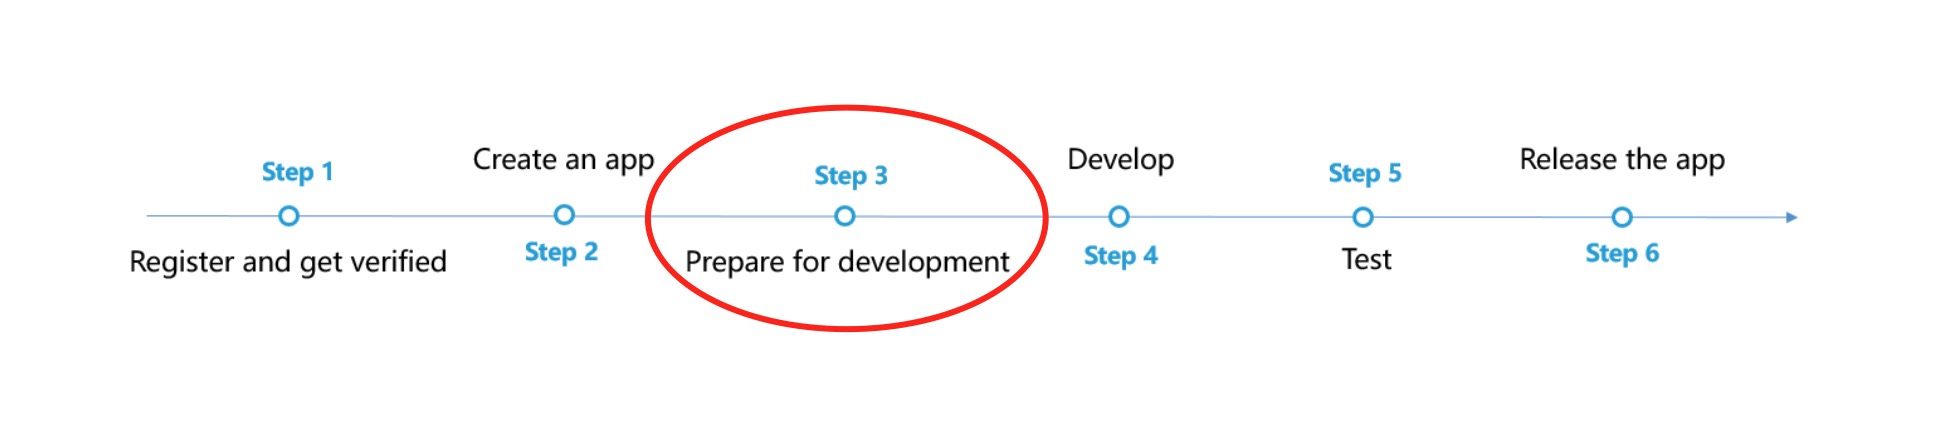 Step 1
Register and get verified
Create an app
Step 2
Step 3
Prepare for development
Develop
Step 4
Step 5
Test
Release the app
Step 6